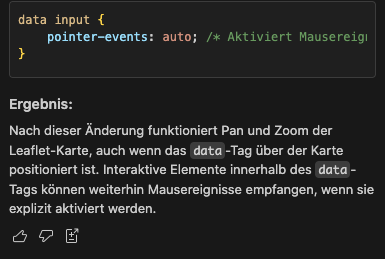 data input {
pointer-events: auto; /* Aktiviert Mausereign
}
Ergebnis:
Nach dieser Änderung funktioniert Pan und Zoom der
Leaflet-Karte, auch wenn das data-Tag über der Karte
positioniert ist. Interaktive Elemente innerhalb des data-
Tags können weiterhin Mausereignisse empfangen, wenn sie
explizit aktiviert werden.